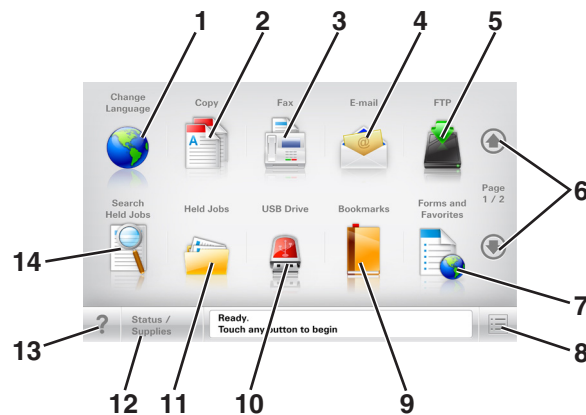 1 2 3 4 5
Change
Language
Copy
Fax
E-mail
FTP
A
@
6
Page
1 / 2
Search
Held Jobs
Held Jobs
USB Drive
Bookmarks
Forms and
Favorites
14
7
?
Status /
Supplies
Ready.
Touch any button to begin
13
12
11
10
9
8